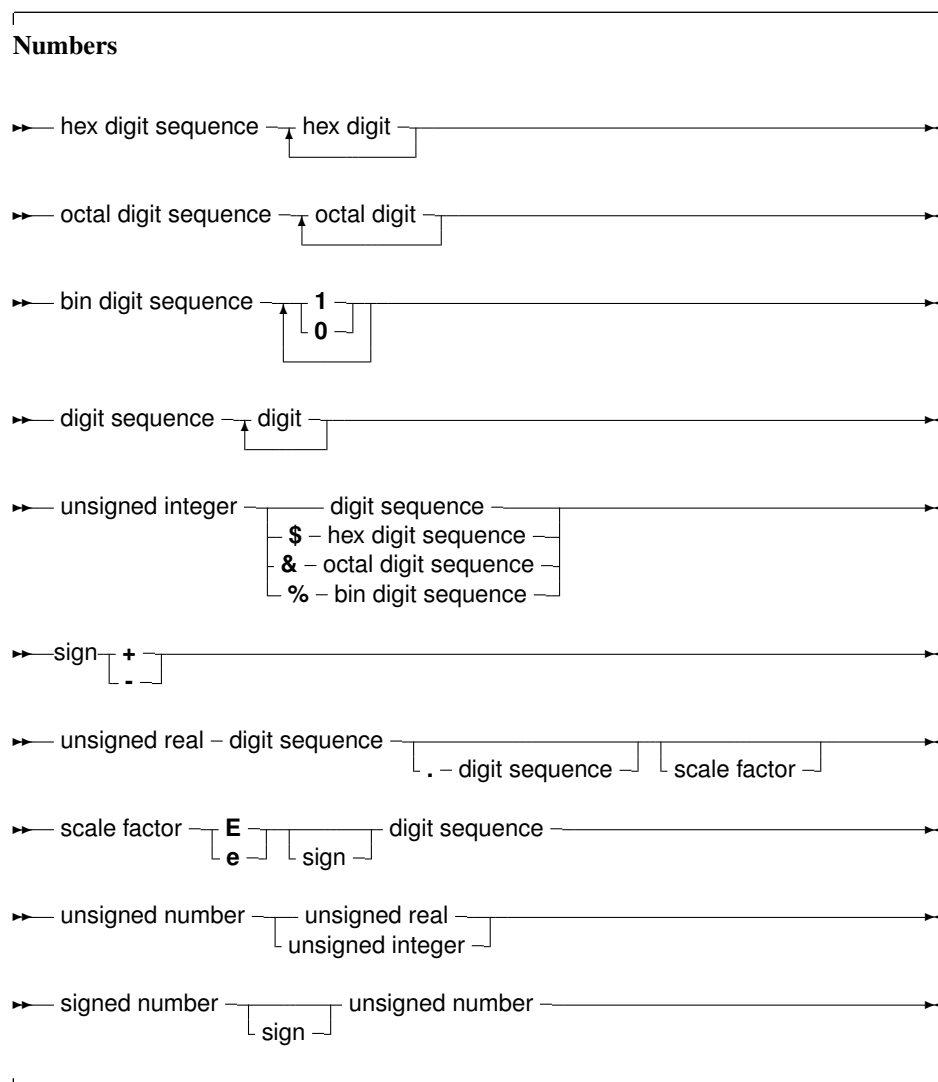 Numbers
hex digit sequence hex digit
octal digit sequence octal digit
bin digit sequence 1
0
digit sequence digit
unsigned integer digit sequence
$ hex digit sequence
& octal digit sequence
% bin digit sequence
sign +
-
unsigned real digit sequence
. digit sequence scale factor
scale factor E digit sequence
e sign
unsigned number unsigned real
unsigned integer
signed number unsigned number
sign